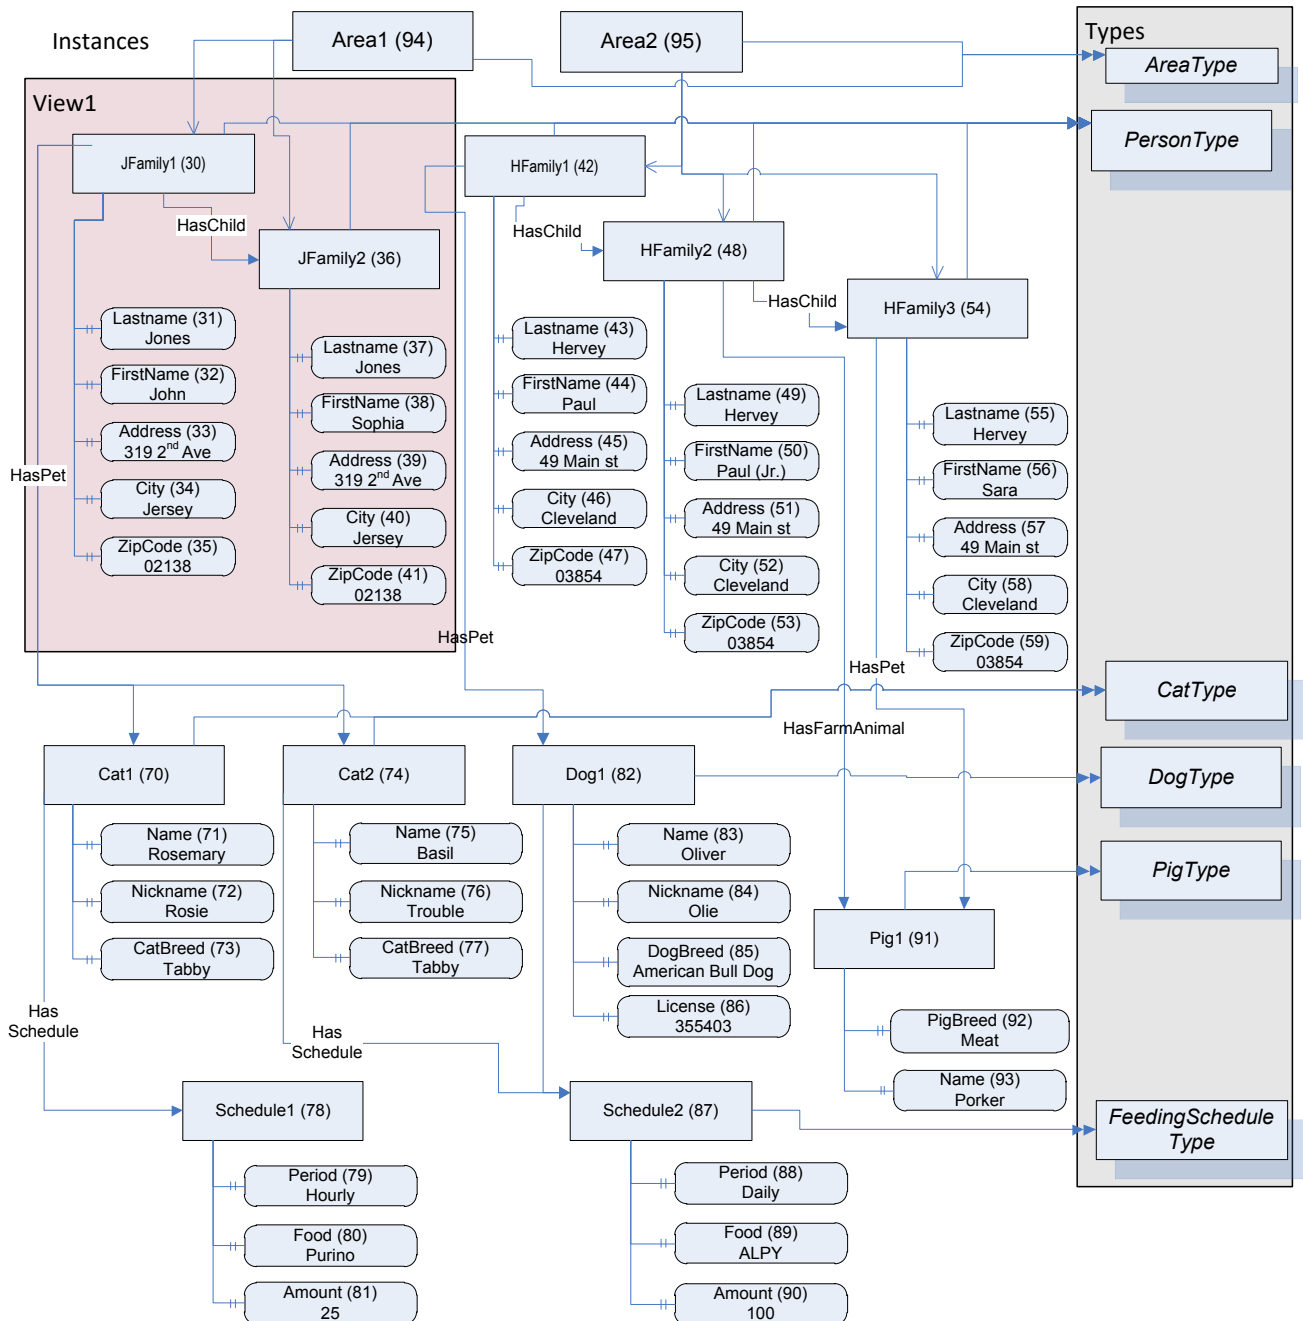 Instances
Area1 (94)
Area2 (95)
Types
AreaType
View1
PersonType
JFamily1 (30)
HFamily1 (42)
HasChild
HasChild
JFamily2 (36)
HFamily2 (48)
HasChild
HFamily3 (54)
Lastname (31)
Jones
FirstName (32)
John
Address (33)
319 2nd Ave
City (34)
Jersey
ZipCode (35)
02138
HasPet
Lastname (37)
Jones
FirstName (38)
Sophia
Address (39)
319 2nd Ave
City (40)
Jersey
ZipCode (41)
02138
Lastname (43)
Hervey
FirstName (44)
Paul
Address (45)
49 Main st
City (46)
Cleveland
ZipCode (47)
03854
HasPet
Lastname (49)
Hervey
FirstName (50)
Paul (Jr.)
Address (51)
49 Main st
City (52)
Cleveland
ZipCode (53)
03854
Lastname (55)
Hervey
FirstName (56)
Sara
Address (57
49 Main st
City (58)
Cleveland
ZipCode (59)
03854
HasPet
HasFarmAnimal
CatType
DogType
PigType
Cat1 (70)
Cat2 (74)
Dog1 (82)
Name (71)
Rosemary
Nickname (72)
Rosie
CatBreed (73)
Tabby
Name (75)
Basil
Nickname (76)
Trouble
CatBreed (77)
Tabby
Name (83)
Oliver
Nickname (84)
Olie
DogBreed (85)
American Bull Dog
License (86)
355403
Pig1 (91)
PigBreed (92)
Meat
Name (93)
Porker
Has
Schedule
Has
Schedule
Schedule1 (78)
Schedule2 (87)
FeedingSchedule
Type
Period (79)
Hourly
Food (80)
Purino
Amount (81)
25
Period (88)
Daily
Food (89)
ALPY
Amount (90)
100